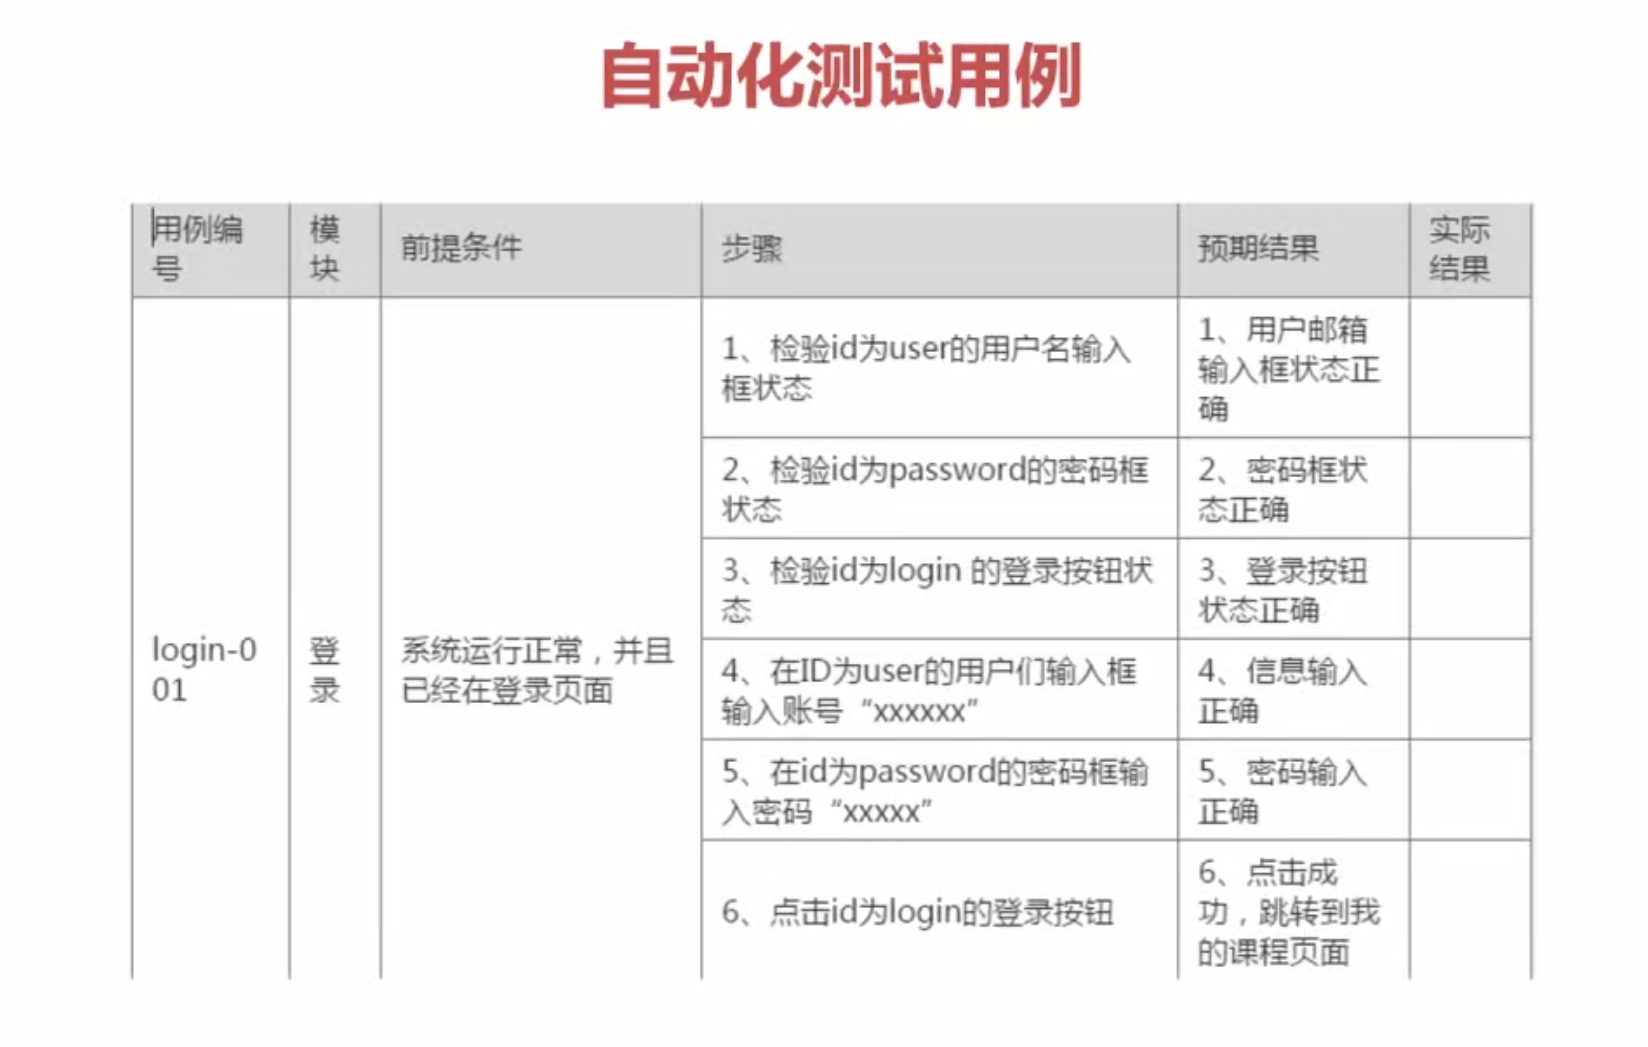 自动化测试用例
用例编
号
模
块
前提条件
步骤
预期结果
实际
结果
login-0
01
登
录
系统运行正常，并且
已经在登录页面
1、检验id为user的用户名输入
框状态
1、用户邮箱
输入框状态正
确
2、检验id为password的密码框
状态
2、密码框状
态正确
3、检验id为login 的登录按钮状
态
3、登录按钮
状态正确
4、在ID为user的用户们输入框
输入账号“xxxxxx”
4、信息输入
正确
5、在id为password的密码框输
入密码“xxxxx”
5、密码输入
正确
6、点击id为login的登录按钮
6、点击成
功，跳转到我
的课程页面